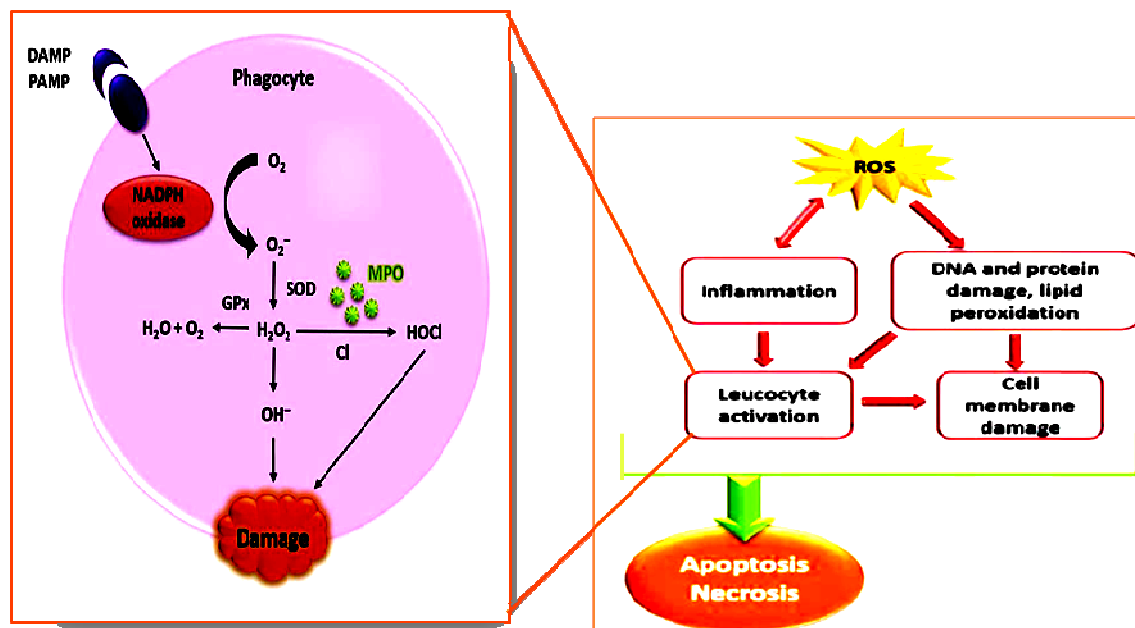 DAMP
PAMP
Phagocyte
NADPH
oxidase
O₂
O₂⁻
SOD
MPO
GPx
H₂O + O₂
H₂O₂
HOCl
Cl
OH⁻
Damage
ROS
Inflammation
DNA and protein
damage, lipid
peroxidation
Leucocyte
activation
Cell
membrane
damage
Apoptosis
Necrosis